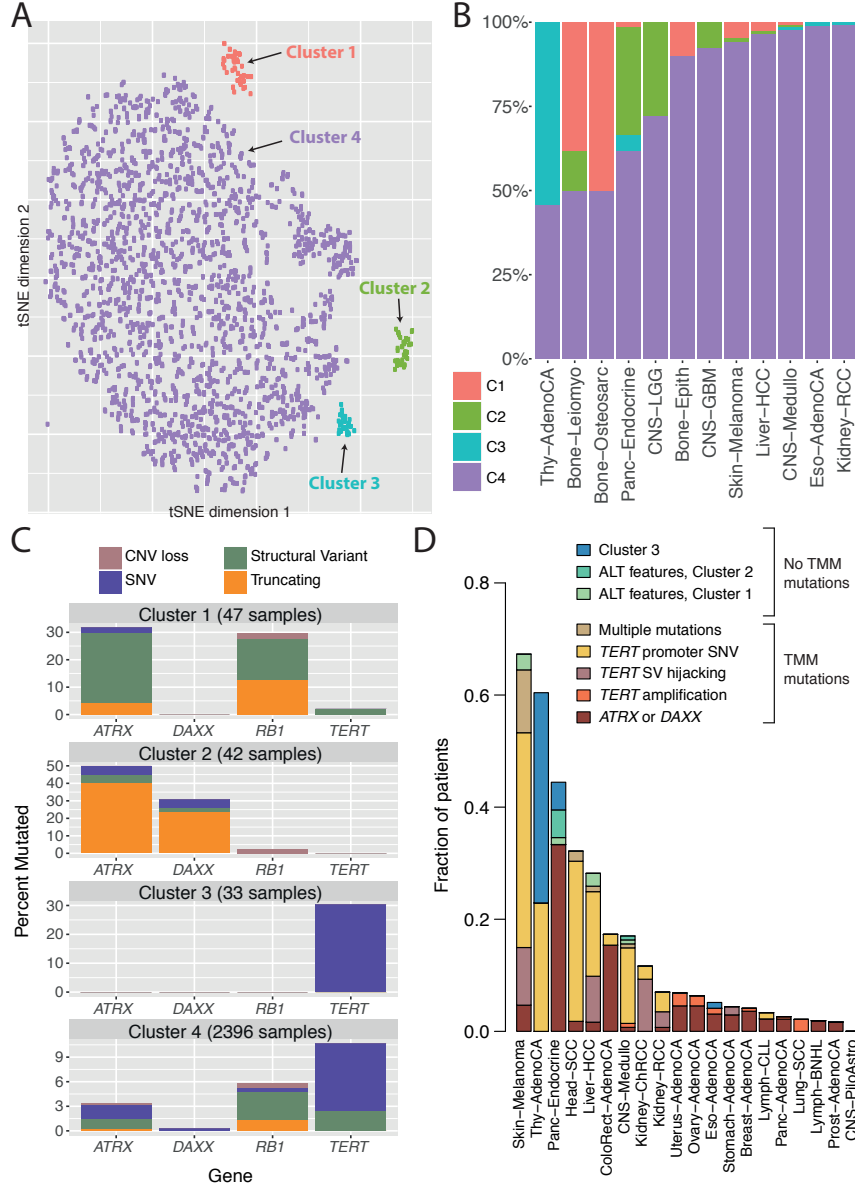 A
Cluster 1
Cluster 4
Cluster 2
Cluster 3
tSNE dimension 2
tSNE dimension 1
B
100%
75%
50%
25%
0%
C1
C2
C3
C4
Thy-AdenoCA
Bone-Leiomyo
Bone-Osteosarc
Panc-Endocrine
CNS-LGG
Bone-Epith
CNS-GBM
Skin-Melanoma
Liver-HCC
CNS-Medullo
Eso-AdenoCA
Kidney-RCC
C
CNV loss
Structural Variant
SNV
Truncating
Percent Mutated
Cluster 1 (47 samples)
30
20
10
0
ATRX DAXX RB1 TERT
Cluster 2 (42 samples)
50
40
30
20
10
0
ATRX DAXX RB1 TERT
Cluster 3 (33 samples)
30
20
10
0
ATRX DAXX RB1 TERT
Cluster 4 (2396 samples)
9
6
3
0
ATRX DAXX RB1 TERT
Gene
D
Cluster 3
ALT features, Cluster 2
ALT features, Cluster 1
No TMM
mutations
Multiple mutations
TERT promoter SNV
TERT SV hijacking
TERT amplification
ATRX or DAXX
TMM
mutations
Fraction of patients
0.8
0.6
0.4
0.2
0.0
Skin-Melanoma
Thy-AdenoCA
Panc-Endocrine
Head-SCC
Liver-HCC
ColoRect-AdenoCA
CNS-Medullo
Kidney-ChRCC
Kidney-RCC
Uterus-AdenoCA
Ovary-AdenoCA
Eso-AdenoCA
Stomach-AdenoCA
Breast-AdenoCA
Lymph-CLL
Panc-AdenoCA
Lung-SCC
Lymph-BNHL
Prost-AdenoCA
CNS-PiloAstro